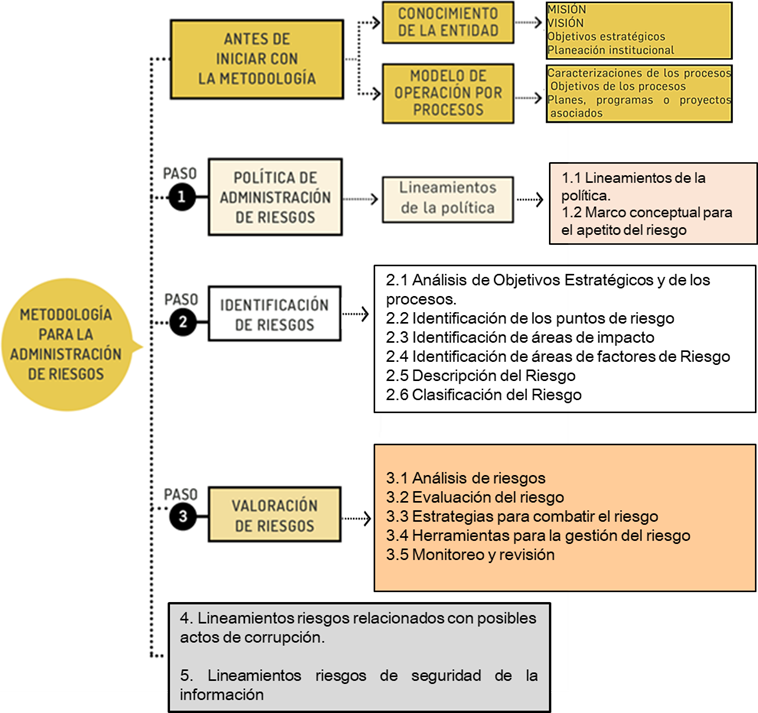 ANTES DE
INICIAR CON
LA METODOLOGÍA
CONOCIMIENTO
DE LA ENTIDAD
MISIÓN
VISIÓN
Objetivos estratégicos
Planeación institucional
MODELO DE
OPERACIÓN POR
PROCESOS
Caracterizaciones de los procesos
Objetivos de los procesos
Planes, programas o proyectos
asociados
METODOLOGÍA
PARA LA
ADMINISTRACIÓN
DE RIESGOS
PASO
1
POLÍTICA DE
ADMINISTRACIÓN
DE RIESGOS
Lineamientos
de la política
1.1 Lineamientos de la
política.
1.2 Marco conceptual para
el apetito del riesgo
PASO
2
IDENTIFICACIÓN
DE RIESGOS
2.1 Análisis de Objetivos Estratégicos y de los
procesos.
2.2 Identificación de los puntos de riesgo
2.3 Identificación de áreas de impacto
2.4 Identificación de áreas de factores de Riesgo
2.5 Descripción del Riesgo
2.6 Clasificación del Riesgo
PASO
3
VALORACIÓN
DE RIESGOS
3.1 Análisis de riesgos
3.2 Evaluación del riesgo
3.3 Estrategias para combatir el riesgo
3.4 Herramientas para la gestión del riesgo
3.5 Monitoreo y revisión
4. Lineamientos riesgos relacionados con posibles
actos de corrupción.
5. Lineamientos riesgos de seguridad de la
información